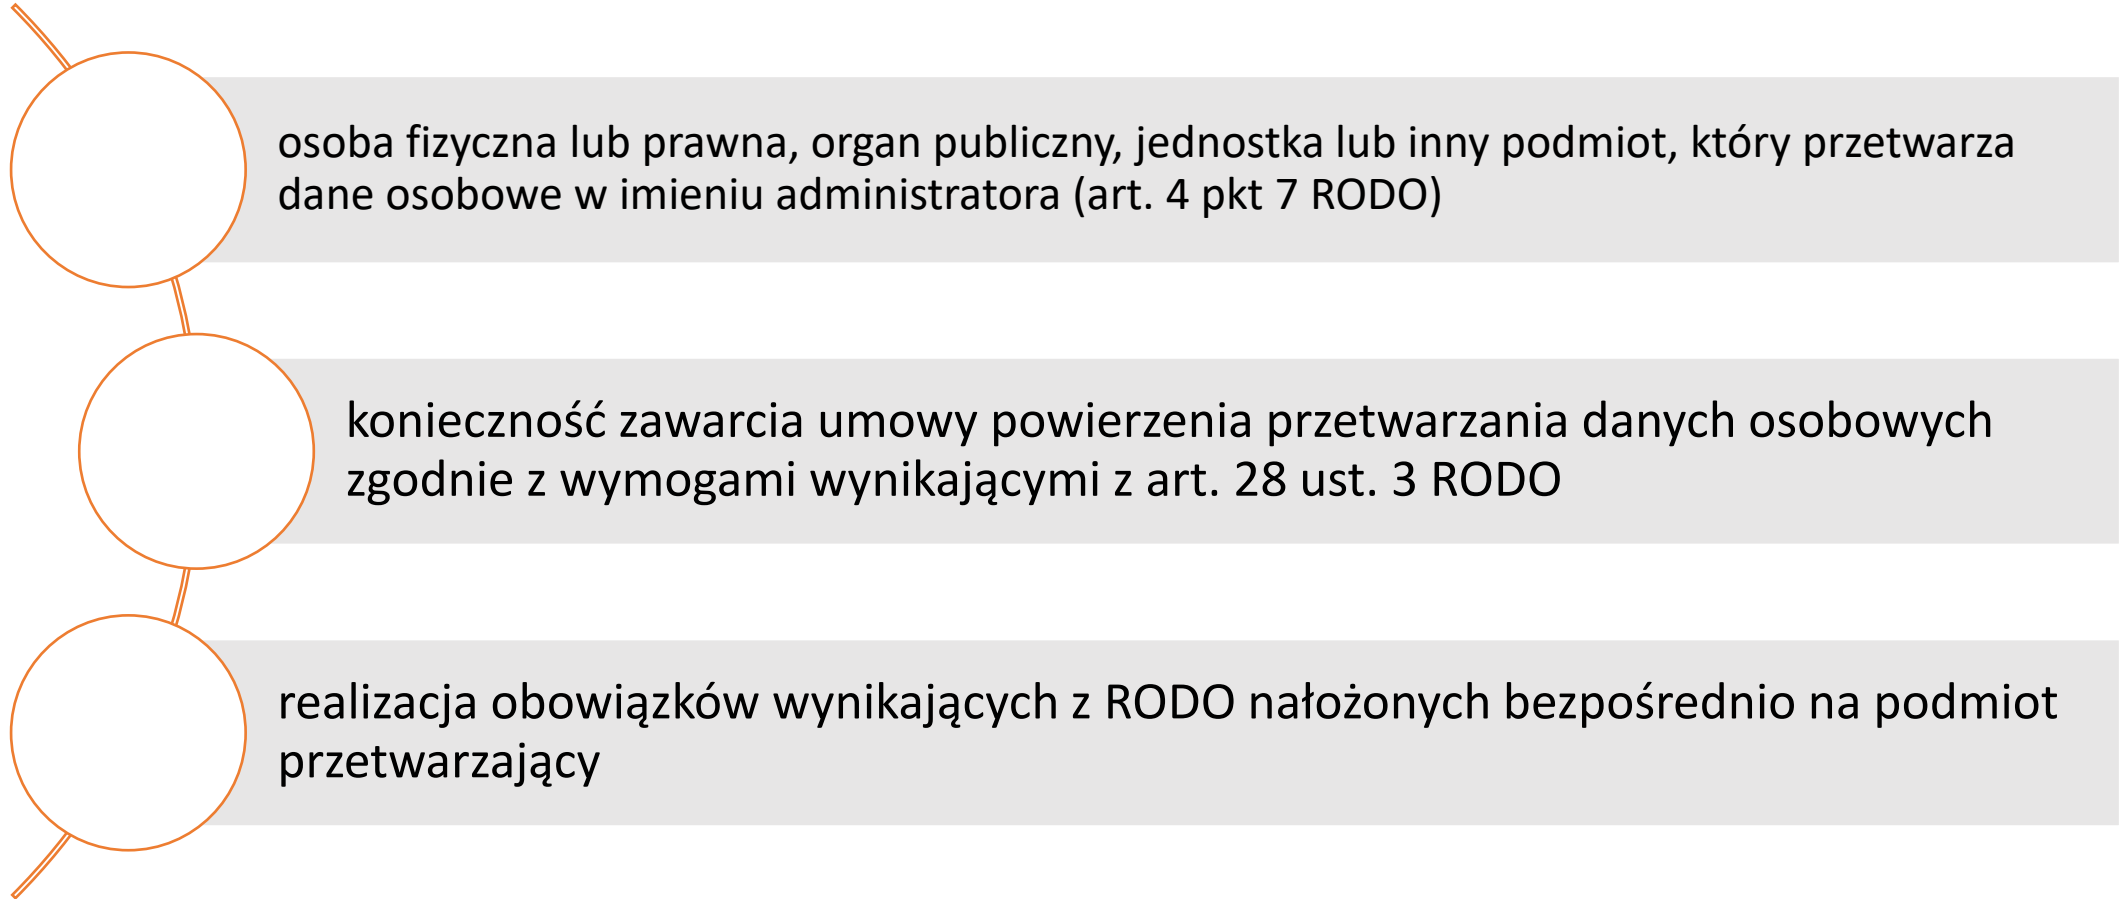 osoba fizyczna lub prawna, organ publiczny, jednostka lub inny podmiot, który przetwarza
dane osobowe w imieniu administratora (art. 4 pkt 7 RODO)
konieczność zawarcia umowy powierzenia przetwarzania danych osobowych
zgodnie z wymogami wynikającymi z art. 28 ust. 3 RODO
realizacja obowiązków wynikających z RODO nałożonych bezpośrednio na podmiot
przetwarzający